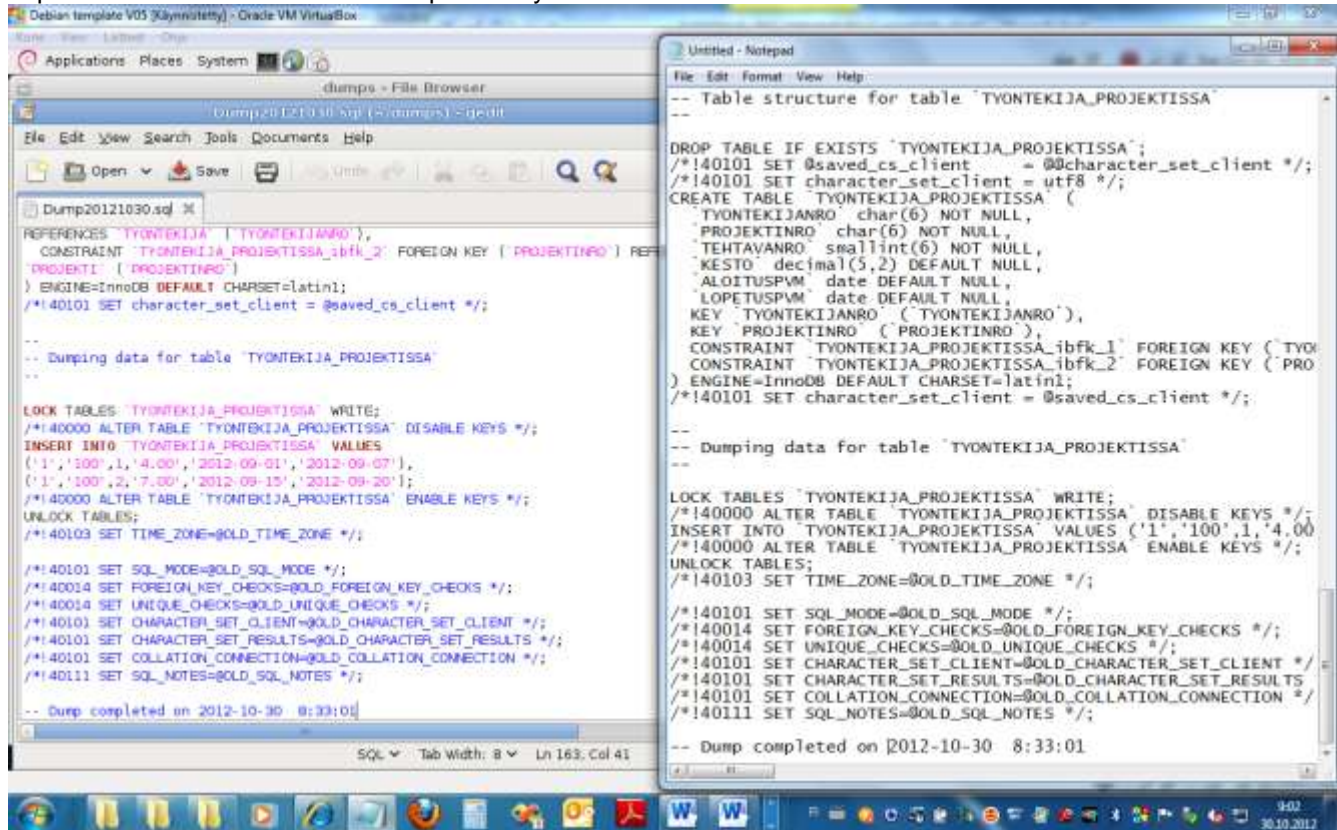 Debian template V05 [Käynnistetty] - Oracle VM VirtualBox
Applications Places System
dumps - File Browser
Dump20121030.sql (~/dumps) - gedit
File Edit View Search Tools Documents Help
Open Save Undo
Dump20121030.sql
REFERENCES `TYONTEKIJA` (`TYONTEKIJANRO`),
CONSTRAINT `TYONTEKIJA_PROJEKTISSA_ibfk_2` FOREIGN KEY (`PROJEKTINRO`) REFE
`PROJEKTI` (`PROJEKTINRO`)
) ENGINE=InnoDB DEFAULT CHARSET=latin1;
/*!40101 SET character_set_client = @saved_cs_client */;
--
-- Dumping data for table `TYONTEKIJA_PROJEKTISSA`
--
LOCK TABLES `TYONTEKIJA_PROJEKTISSA` WRITE;
/*!40000 ALTER TABLE `TYONTEKIJA_PROJEKTISSA` DISABLE KEYS */;
INSERT INTO `TYONTEKIJA_PROJEKTISSA` VALUES
('1','100',1,'4.00','2012-09-01','2012-09-07'),
('1','100',2,'7.00','2012-09-15','2012-09-20');
/*!40000 ALTER TABLE `TYONTEKIJA_PROJEKTISSA` ENABLE KEYS */;
UNLOCK TABLES;
/*!40103 SET TIME_ZONE=@OLD_TIME_ZONE */;
/*!40101 SET SQL_MODE=@OLD_SQL_MODE */;
/*!40014 SET FOREIGN_KEY_CHECKS=@OLD_FOREIGN_KEY_CHECKS */;
/*!40014 SET UNIQUE_CHECKS=@OLD_UNIQUE_CHECKS */;
/*!40101 SET CHARACTER_SET_CLIENT=@OLD_CHARACTER_SET_CLIENT */;
/*!40101 SET CHARACTER_SET_RESULTS=@OLD_CHARACTER_SET_RESULTS */;
/*!40101 SET COLLATION_CONNECTION=@OLD_COLLATION_CONNECTION */;
/*!40111 SET SQL_NOTES=@OLD_SQL_NOTES */;
-- Dump completed on 2012-10-30 8:33:01
SQL Tab Width: 8 Ln 163, Col 41
Untitled - Notepad
File Edit Format View Help
-- Table structure for table `TYONTEKIJA_PROJEKTISSA`
--
DROP TABLE IF EXISTS `TYONTEKIJA_PROJEKTISSA`;
/*!40101 SET @saved_cs_client = @@character_set_client */;
/*!40101 SET character_set_client = utf8 */;
CREATE TABLE `TYONTEKIJA_PROJEKTISSA` (
`TYONTEKIJANRO` char(6) NOT NULL,
`PROJEKTINRO` char(6) NOT NULL,
`TEHTAVANRO` smallint(6) NOT NULL,
`KESTO` decimal(5,2) DEFAULT NULL,
`ALOITUSPVM` date DEFAULT NULL,
`LOPETUSPVM` date DEFAULT NULL,
KEY `TYONTEKIJANRO` (`TYONTEKIJANRO`),
KEY `PROJEKTINRO` (`PROJEKTINRO`),
CONSTRAINT `TYONTEKIJA_PROJEKTISSA_ibfk_1` FOREIGN KEY (`TYO
CONSTRAINT `TYONTEKIJA_PROJEKTISSA_ibfk_2` FOREIGN KEY (`PRO
) ENGINE=InnoDB DEFAULT CHARSET=latin1;
/*!40101 SET character_set_client = @saved_cs_client */;
--
-- Dumping data for table `TYONTEKIJA_PROJEKTISSA`
--
LOCK TABLES `TYONTEKIJA_PROJEKTISSA` WRITE;
/*!40000 ALTER TABLE `TYONTEKIJA_PROJEKTISSA` DISABLE KEYS */;
INSERT INTO `TYONTEKIJA_PROJEKTISSA` VALUES ('1','100',1,'4.00
/*!40000 ALTER TABLE `TYONTEKIJA_PROJEKTISSA` ENABLE KEYS */;
UNLOCK TABLES;
/*!40103 SET TIME_ZONE=@OLD_TIME_ZONE */;
/*!40101 SET SQL_MODE=@OLD_SQL_MODE */;
/*!40014 SET FOREIGN_KEY_CHECKS=@OLD_FOREIGN_KEY_CHECKS */;
/*!40014 SET UNIQUE_CHECKS=@OLD_UNIQUE_CHECKS */;
/*!40101 SET CHARACTER_SET_CLIENT=@OLD_CHARACTER_SET_CLIENT */
/*!40101 SET CHARACTER_SET_RESULTS=@OLD_CHARACTER_SET_RESULTS
/*!40101 SET COLLATION_CONNECTION=@OLD_COLLATION_CONNECTION */
/*!40111 SET SQL_NOTES=@OLD_SQL_NOTES */;
-- Dump completed on 2012-10-30 8:33:01
9:02
30.10.2012